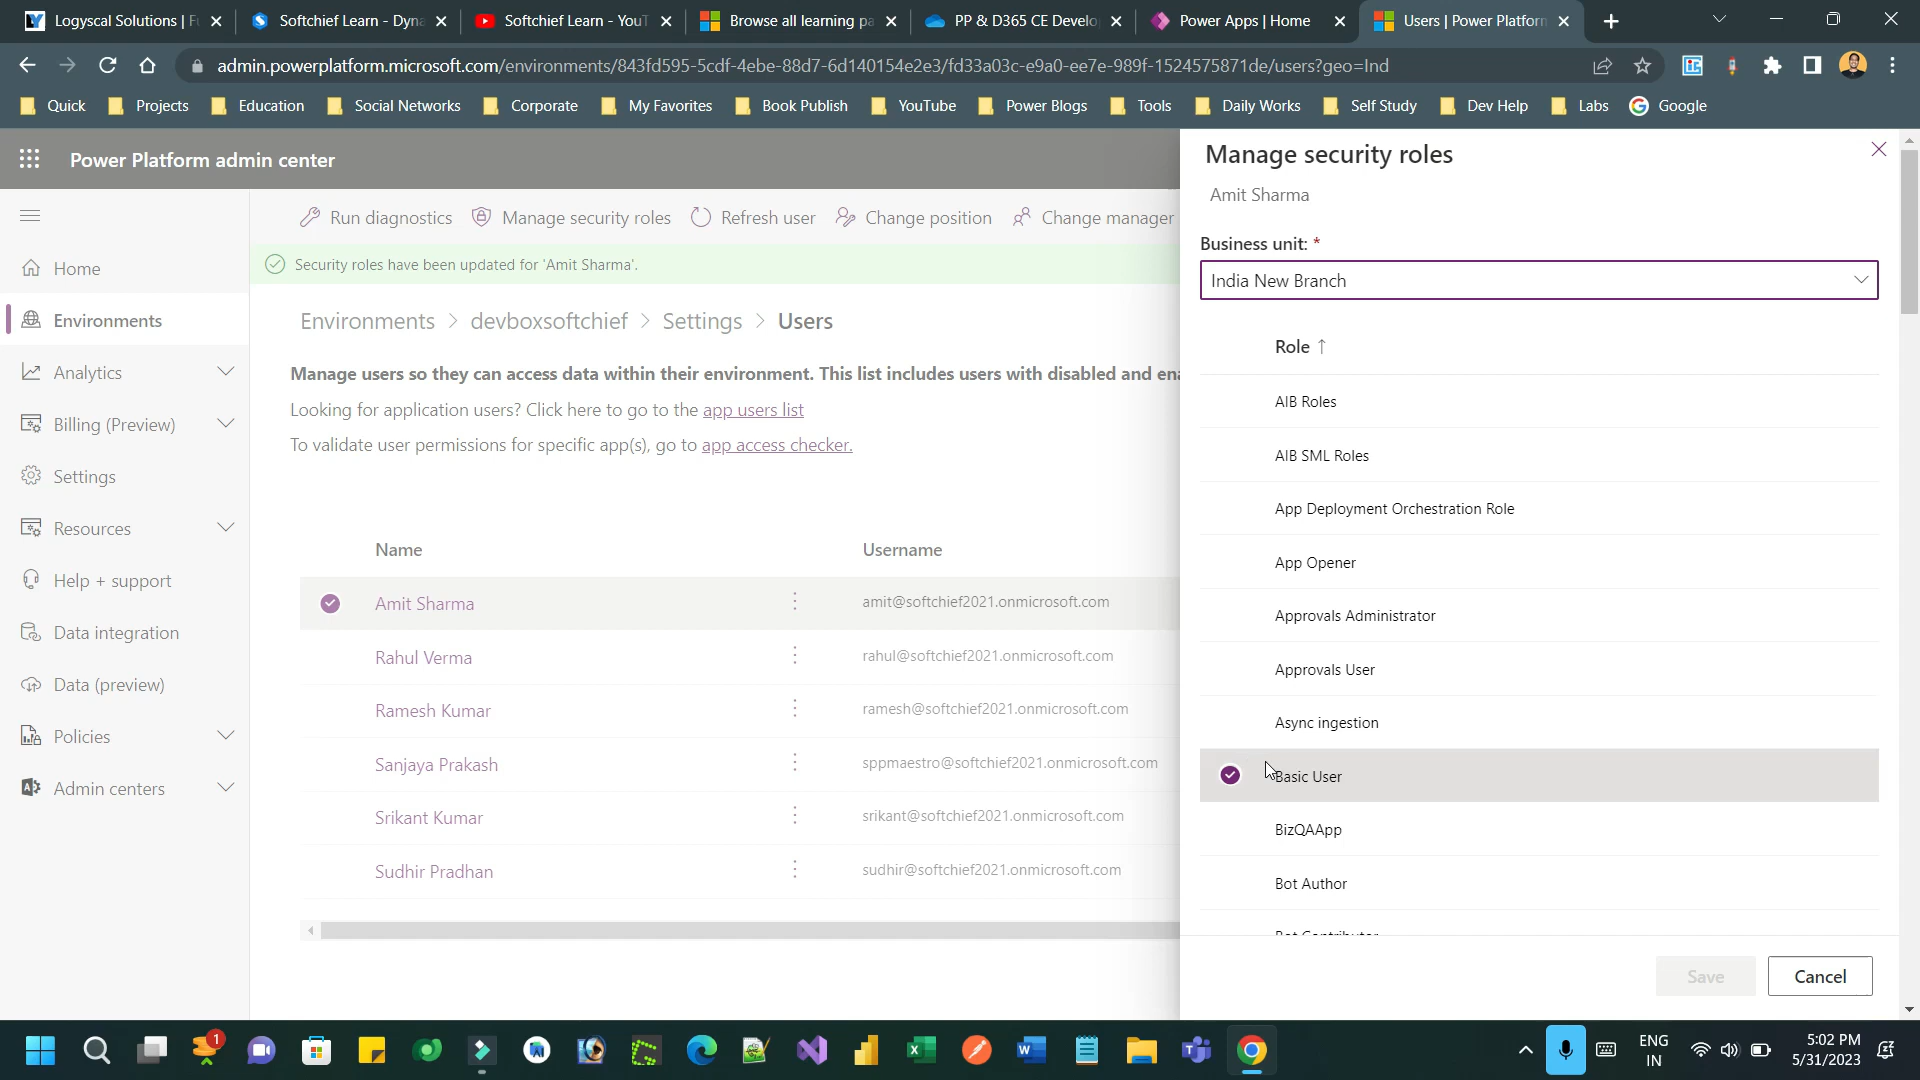 Logyscal Solutions | Fu
Softchief Learn - Dyna
Softchief Learn - YouT
Browse all learning pa
PP & D365 CE Develo
Power Apps | Home
Users | Power Platform
admin.powerplatform.microsoft.com/environments/843fd595-5cdf-4ebe-88d7-6d140154e2e3/fd33a03c-e9a0-ee7e-989f-1524575871de/users?geo=Ind
Quick
Projects
Education
Social Networks
Corporate
My Favorites
Book Publish
YouTube
Power Blogs
Tools
Daily Works
Self Study
Dev Help
Labs
Google
Power Platform admin center
Home
Environments
Analytics
Billing (Preview)
Settings
Resources
Help + support
Data integration
Data (preview)
Policies
Admin centers
Run diagnostics
Manage security roles
Refresh user
Change position
Change manager
Security roles have been updated for 'Amit Sharma'.
Environments > devboxsoftchief > Settings > Users
Manage users so they can access data within their environment. This list includes users with disabled and ena
Looking for application users? Click here to go to the app users list
To validate user permissions for specific app(s), go to app access checker.
Name
Username
Amit Sharma
amit@softchief2021.onmicrosoft.com
Rahul Verma
rahul@softchief2021.onmicrosoft.com
Ramesh Kumar
ramesh@softchief2021.onmicrosoft.com
Sanjaya Prakash
sppmaestro@softchief2021.onmicrosoft.com
Srikant Kumar
srikant@softchief2021.onmicrosoft.com
Sudhir Pradhan
sudhir@softchief2021.onmicrosoft.com
Manage security roles
Amit Sharma
Business unit: *
India New Branch
Role ↑
AIB Roles
AIB SML Roles
App Deployment Orchestration Role
App Opener
Approvals Administrator
Approvals User
Async ingestion
Basic User
BizQAApp
Bot Author
Bot Contributor
Save
Cancel
1
ENG
IN
5:02 PM
5/31/2023